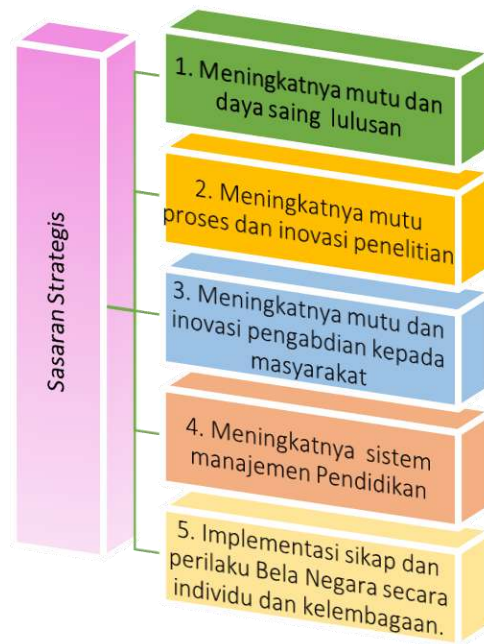 Sasaran Strategis
1. Meningkatnya mutu dan
daya saing lulusan
2. Meningkatnya mutu
proses dan inovasi penelitian
3. Meningkatnya mutu dan
inovasi pengabdian kepada
masyarakat
4. Meningkatnya sistem
manajemen Pendidikan
5. Implementasi sikap dan
perilaku Bela Negara secara
individu dan kelembagaan.